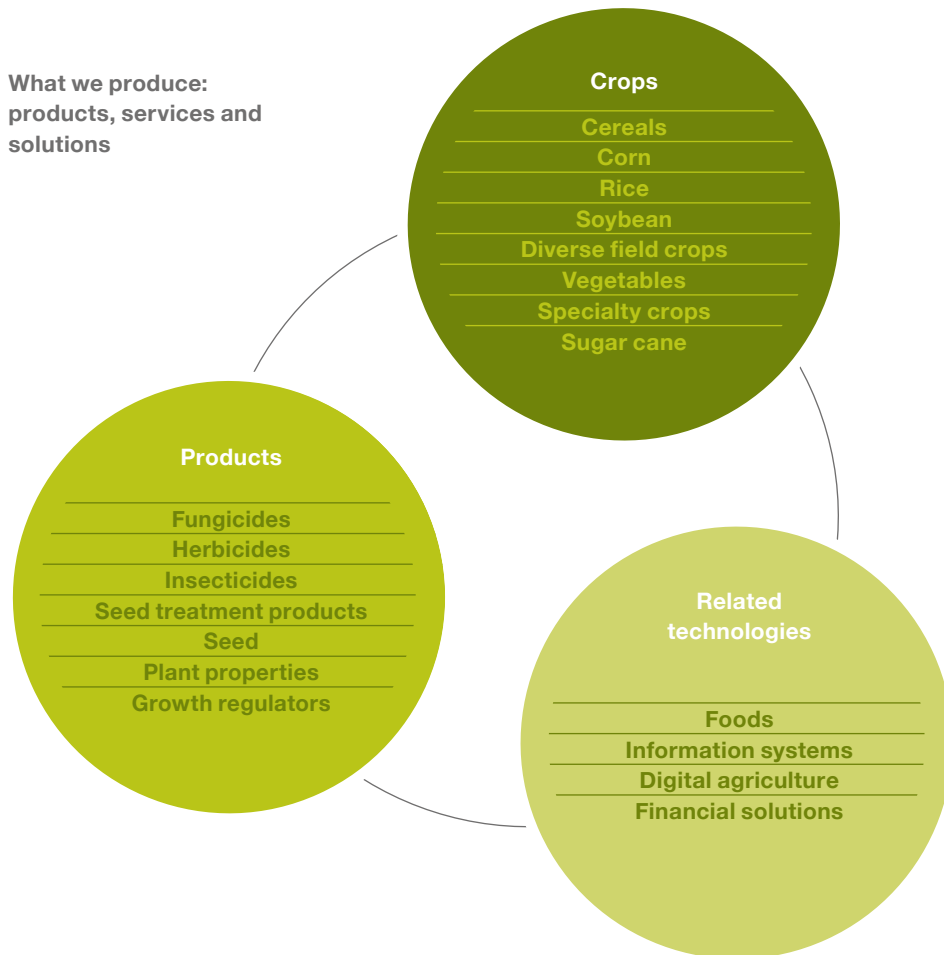 What we produce:
products, services and
solutions
Crops
Cereals
Corn
Rice
Soybean
Diverse field crops
Vegetables
Specialty crops
Sugar cane
Products
Fungicides
Herbicides
Insecticides
Seed treatment products
Seed
Plant properties
Growth regulators
Related
technologies
Foods
Information systems
Digital agriculture
Financial solutions